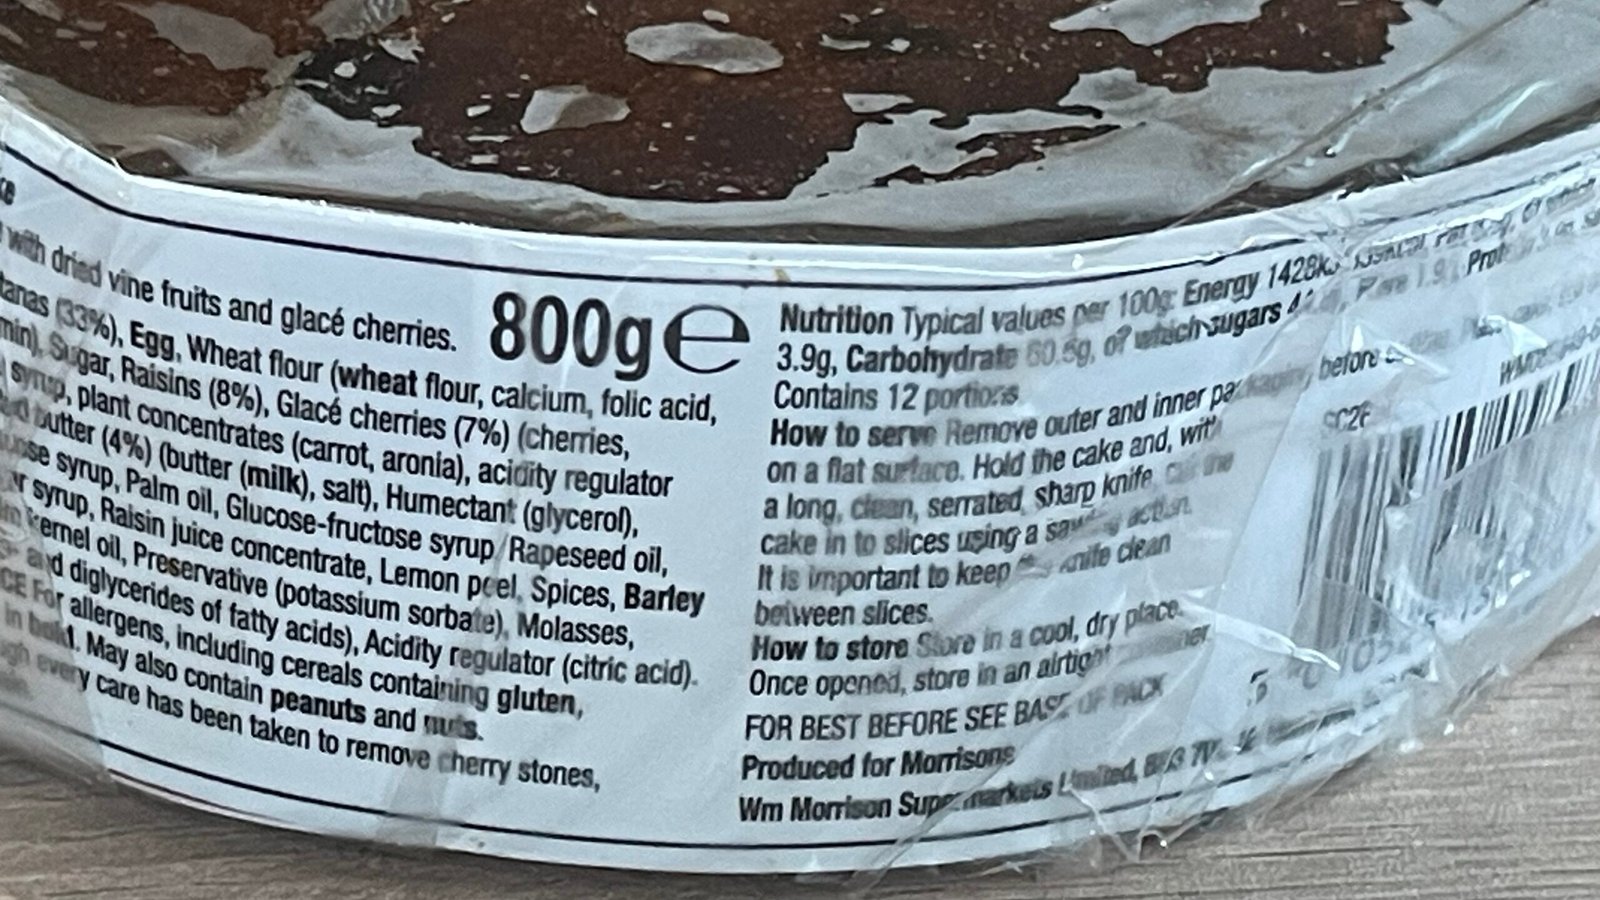 with dried vine fruits and glacé cherries.
(33%), Egg, Wheat flour (wheat flour, calcium, folic acid,
Sugar, Raisins (8%), Glacé cherries (7%) (cherries,
syrup, plant concentrates (carrot, aronia), acidity regulator
butter (4%) (butter (milk), salt), Humectant (glycerol),
syrup, Palm oil, Glucose-fructose syrup, Rapeseed oil,
syrup, Raisin juice concentrate, Lemon peel, Spices, Barley
kernel oil, Preservative (potassium sorbate), Molasses,
and diglycerides of fatty acids), Acidity regulator (citric acid).
For allergens, including cereals containing gluten,
in bold. May also contain peanuts and nuts.
every care has been taken to remove cherry stones,
800g e
Nutrition Typical values per 100g: Energy 1428kJ
3.9g, Carbohydrate 60.5g, of which sugars
Contains 12 portions
How to serve Remove outer and inner packaging, before
on a flat surface. Hold the cake and, with
a long, clean, serrated, sharp knife, the
cake in to slices using a sawing action.
It is important to keep knife clean
between slices.
How to store Store in a cool, dry place.
Once opened, store in an airtight
FOR BEST BEFORE SEE BASE OF PACK
Produced for Morrisons
Wm Morrison Supermarkets Limited,